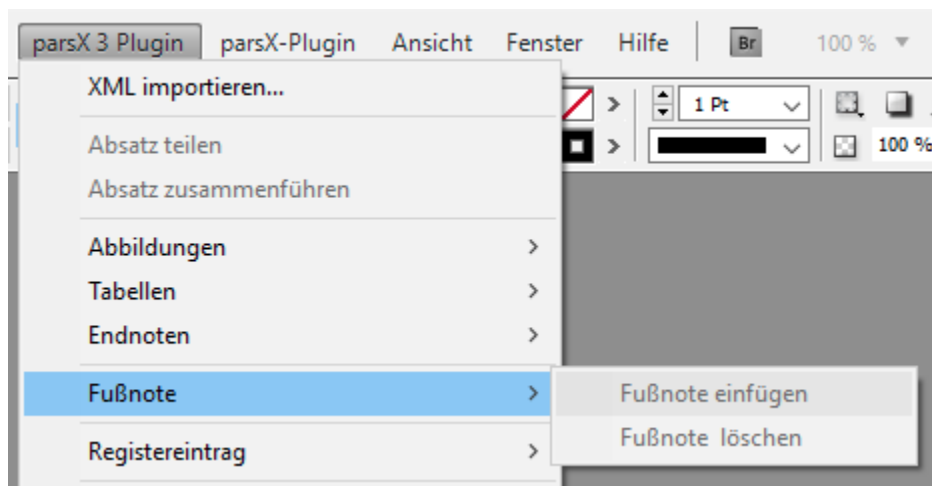 parsX 3 Plugin parsX-Plugin Ansicht Fenster Hilfe Br 100 %
XML importieren...
1 Pt
Absatz teilen
100 %
Absatz zusammenführen
Abbildungen
Tabellen
Endnoten
Fußnote
Fußnote einfügen
Fußnote löschen
Registereintrag